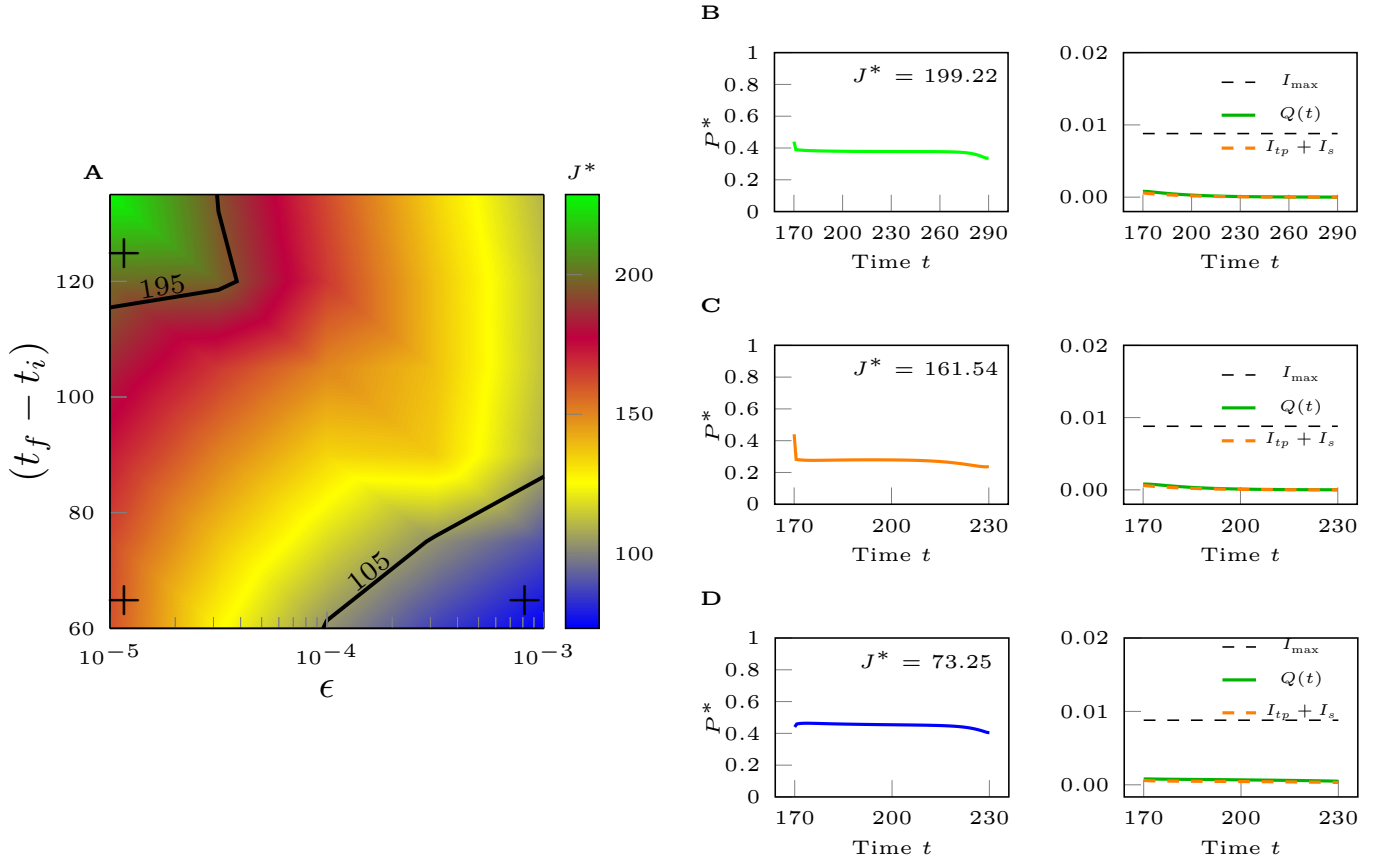 A
J*
195
105
120
100
80
60
10⁻⁵
10⁻⁴
10⁻³
(t_f − t_i)
ϵ
200
150
100
B
J* = 199.22
P*
1
0.8
0.6
0.4
0.2
0
170 200 230 260 290
Time t
0.02
0.01
0.00
I_max
Q(t)
I_tp + I_s
170 200 230 260 290
Time t
C
J* = 161.54
P*
1
0.8
0.6
0.4
0.2
0
170 200 230
Time t
0.02
0.01
0.00
I_max
Q(t)
I_tp + I_s
170 200 230
Time t
D
J* = 73.25
P*
1
0.8
0.6
0.4
0.2
0
170 200 230
Time t
0.02
0.01
0.00
I_max
Q(t)
I_tp + I_s
170 200 230
Time t